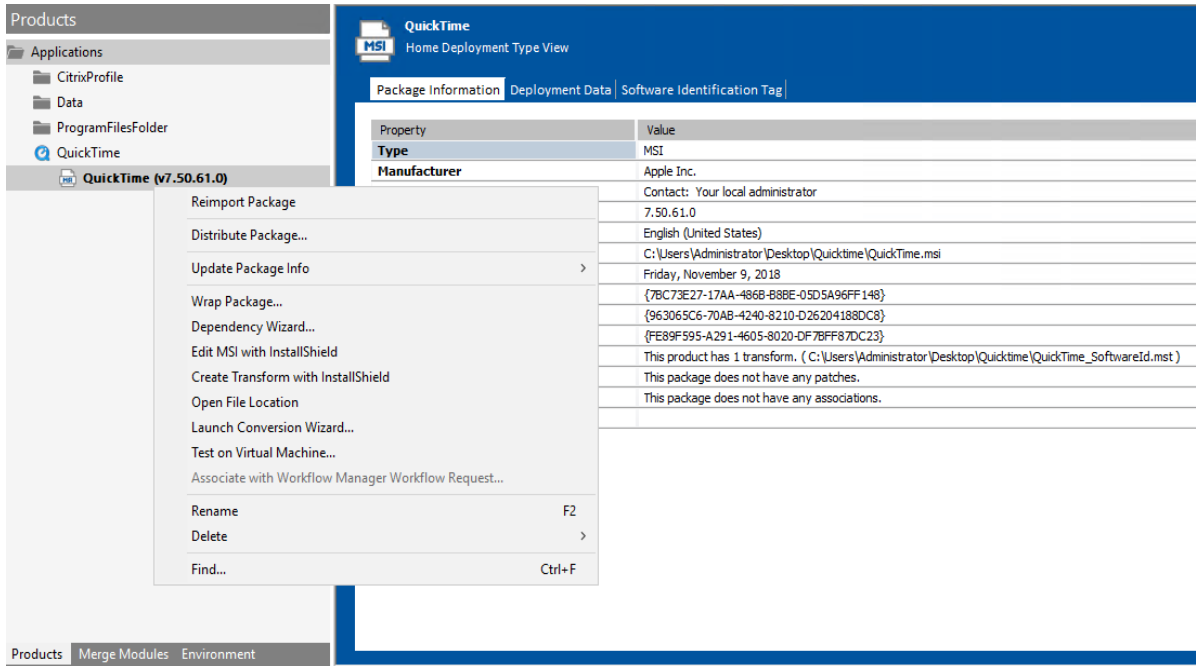 Products
Applications
CitrixProfile
Data
ProgramFilesFolder
QuickTime
QuickTime (v7.50.61.0)
Reimport Package
Distribute Package...
Update Package Info
Wrap Package...
Dependency Wizard...
Edit MSI with InstallShield
Create Transform with InstallShield
Open File Location
Launch Conversion Wizard...
Test on Virtual Machine...
Associate with Workflow Manager Workflow Request...
Rename F2
Delete
Find... Ctrl+F
Products Merge Modules Environment
MSI
QuickTime
Home Deployment Type View
Package Information Deployment Data Software Identification Tag
Property Value
Type MSI
Manufacturer Apple Inc.
Contact: Your local administrator
7.50.61.0
English (United States)
C:\Users\Administrator\Desktop\Quicktime\QuickTime.msi
Friday, November 9, 2018
{7BC73E27-17AA-486B-B8BE-05D5A96FF148}
{963065C6-70AB-4240-8210-D26204188DC8}
{FE89F595-A291-4605-8020-DF7BFF87DC23}
This product has 1 transform. ( C:\Users\Administrator\Desktop\Quicktime\QuickTime_SoftwareId.mst )
This package does not have any patches.
This package does not have any associations.